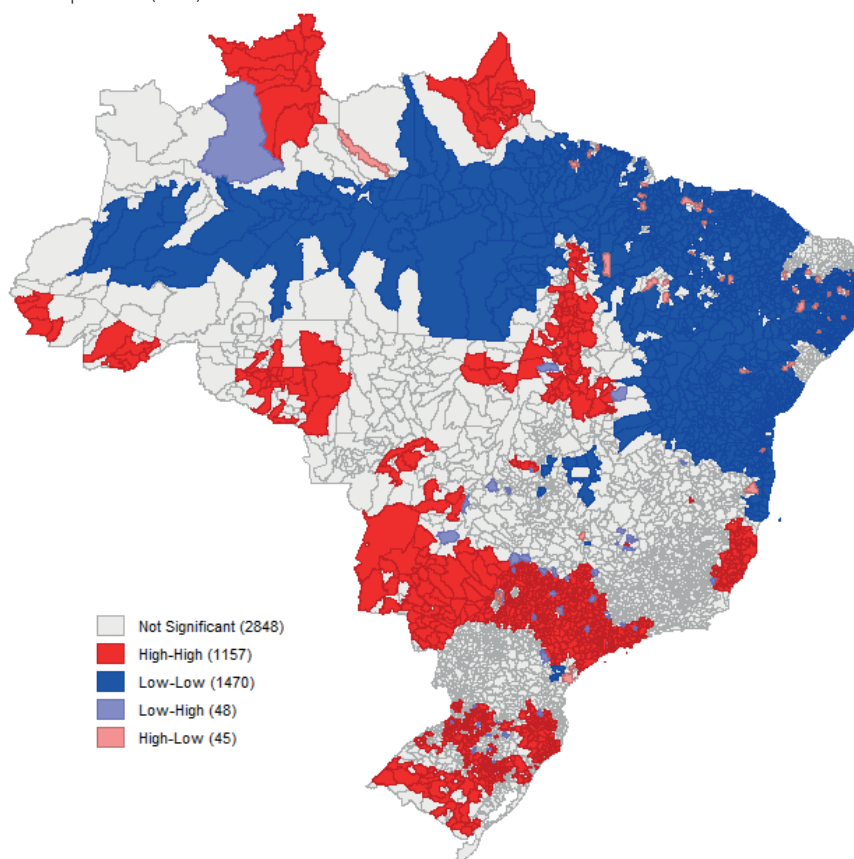 Not Significant (2848)
High-High (1157)
Low-Low (1470)
Low-High (48)
High-Low (45)